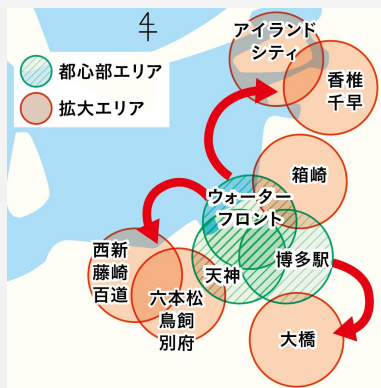 都心部エリア
拡大エリア
アイランド
シティ
香椎
千早
箱崎
ウォーター
フロント
天神
博多駅
西新
藤崎
百道
六本松
鳥飼
別府
大橋